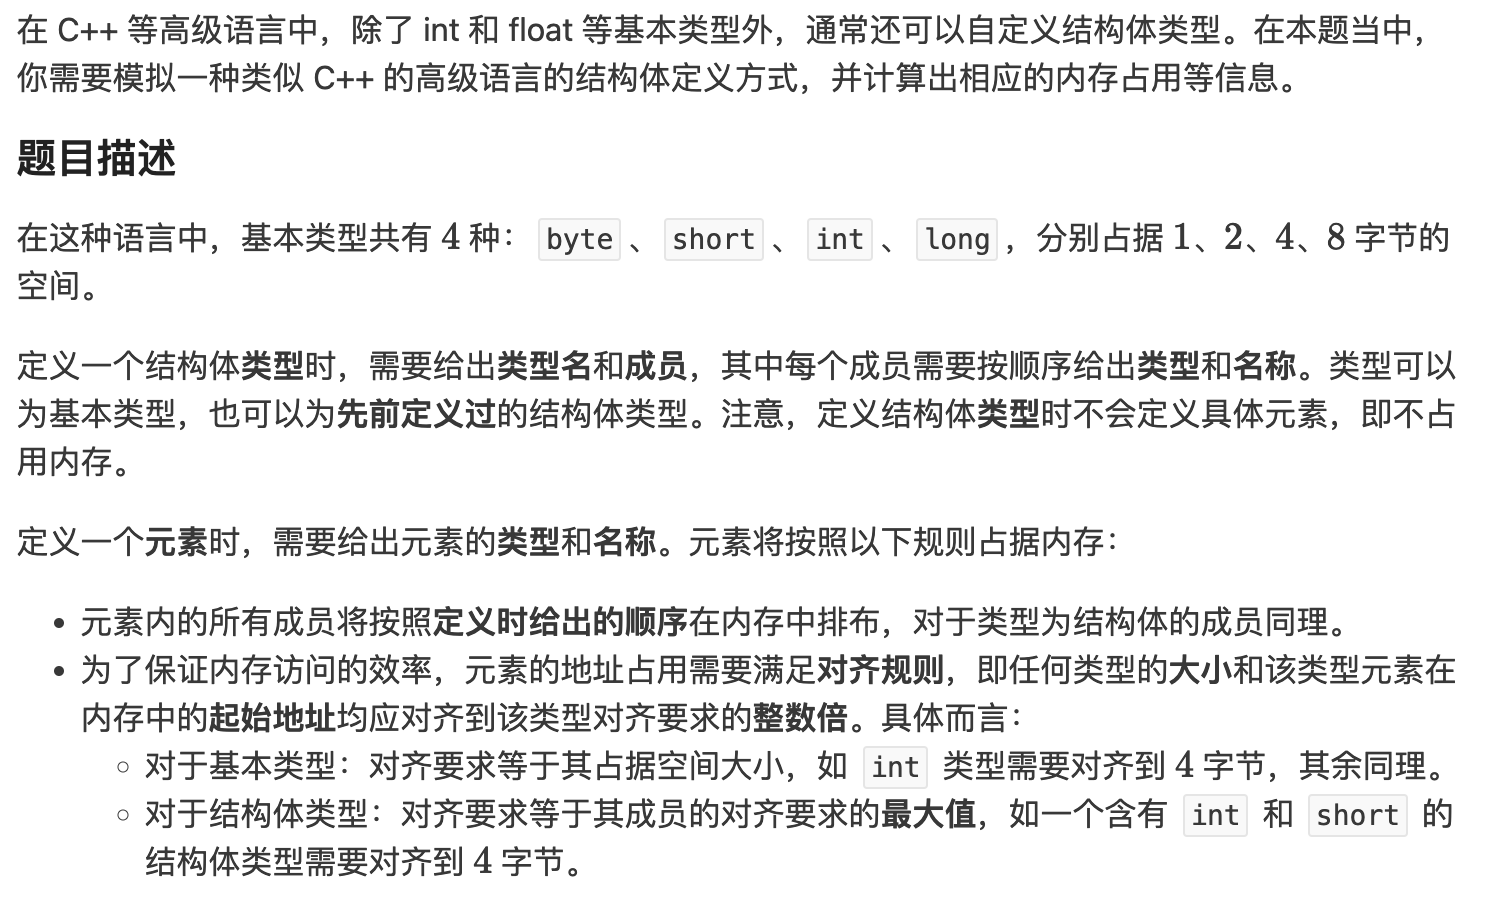 在 C++ 等高级语言中，除了 int 和 float 等基本类型外，通常还可以自定义结构体类型。在本题当中，
你需要模拟一种类似 C++ 的高级语言的结构体定义方式，并计算出相应的内存占用等信息。
题目描述
在这种语言中，基本类型共有 4 种： byte 、 short 、 int 、 long ，分别占据 1、2、4、8 字节的
空间。
定义一个结构体类型时，需要给出类型名和成员，其中每个成员需要按顺序给出类型和名称。类型可以
为基本类型，也可以为先前定义过的结构体类型。注意，定义结构体类型时不会定义具体元素，即不占
用内存。
定义一个元素时，需要给出元素的类型和名称。元素将按照以下规则占据内存：
• 元素内的所有成员将按照定义时给出的顺序在内存中排布，对于类型为结构体的成员同理。
• 为了保证内存访问的效率，元素的地址占用需要满足对齐规则，即任何类型的大小和该类型元素在
内存中的起始地址均应对齐到该类型对齐要求的整数倍。具体而言：
◦ 对于基本类型：对齐要求等于其占据空间大小，如 int 类型需要对齐到 4 字节，其余同理。
◦ 对于结构体类型：对齐要求等于其成员的对齐要求的最大值，如一个含有 int 和 short 的
结构体类型需要对齐到 4 字节。